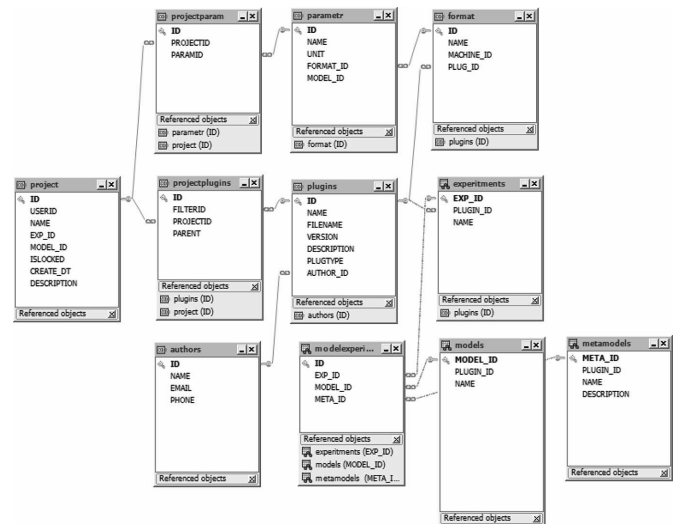 projectparam
ID
PROJECTID
PARAMID
Referenced objects
parametr (ID)
project (ID)
parametr
ID
NAME
UNIT
FORMAT_ID
MODEL_ID
Referenced objects
format (ID)
format
ID
NAME
MACHINE_ID
PLUG_ID
Referenced objects
plugins (ID)
project
ID
USERID
NAME
EXP_ID
MODEL_ID
ISLOCKED
CREATE_DT
DESCRIPTION
Referenced objects
projectplugins
ID
FILTERID
PROJECTID
PARENT
Referenced objects
plugins (ID)
project (ID)
plugins
ID
NAME
FILENAME
VERSION
DESCRIPTION
PLUGTYPE
AUTHOR_ID
Referenced objects
authors (ID)
experitments
EXP_ID
PLUGIN_ID
NAME
Referenced objects
plugins (ID)
authors
ID
NAME
EMAIL
PHONE
Referenced objects
modelexperi...
ID
EXP_ID
MODEL_ID
META_ID
Referenced objects
experitments (EXP_ID)
models (MODEL_ID)
metamodels (META_I...
models
MODEL_ID
PLUGIN_ID
NAME
Referenced objects
metamodels
META_ID
PLUGIN_ID
NAME
DESCRIPTION
Referenced objects